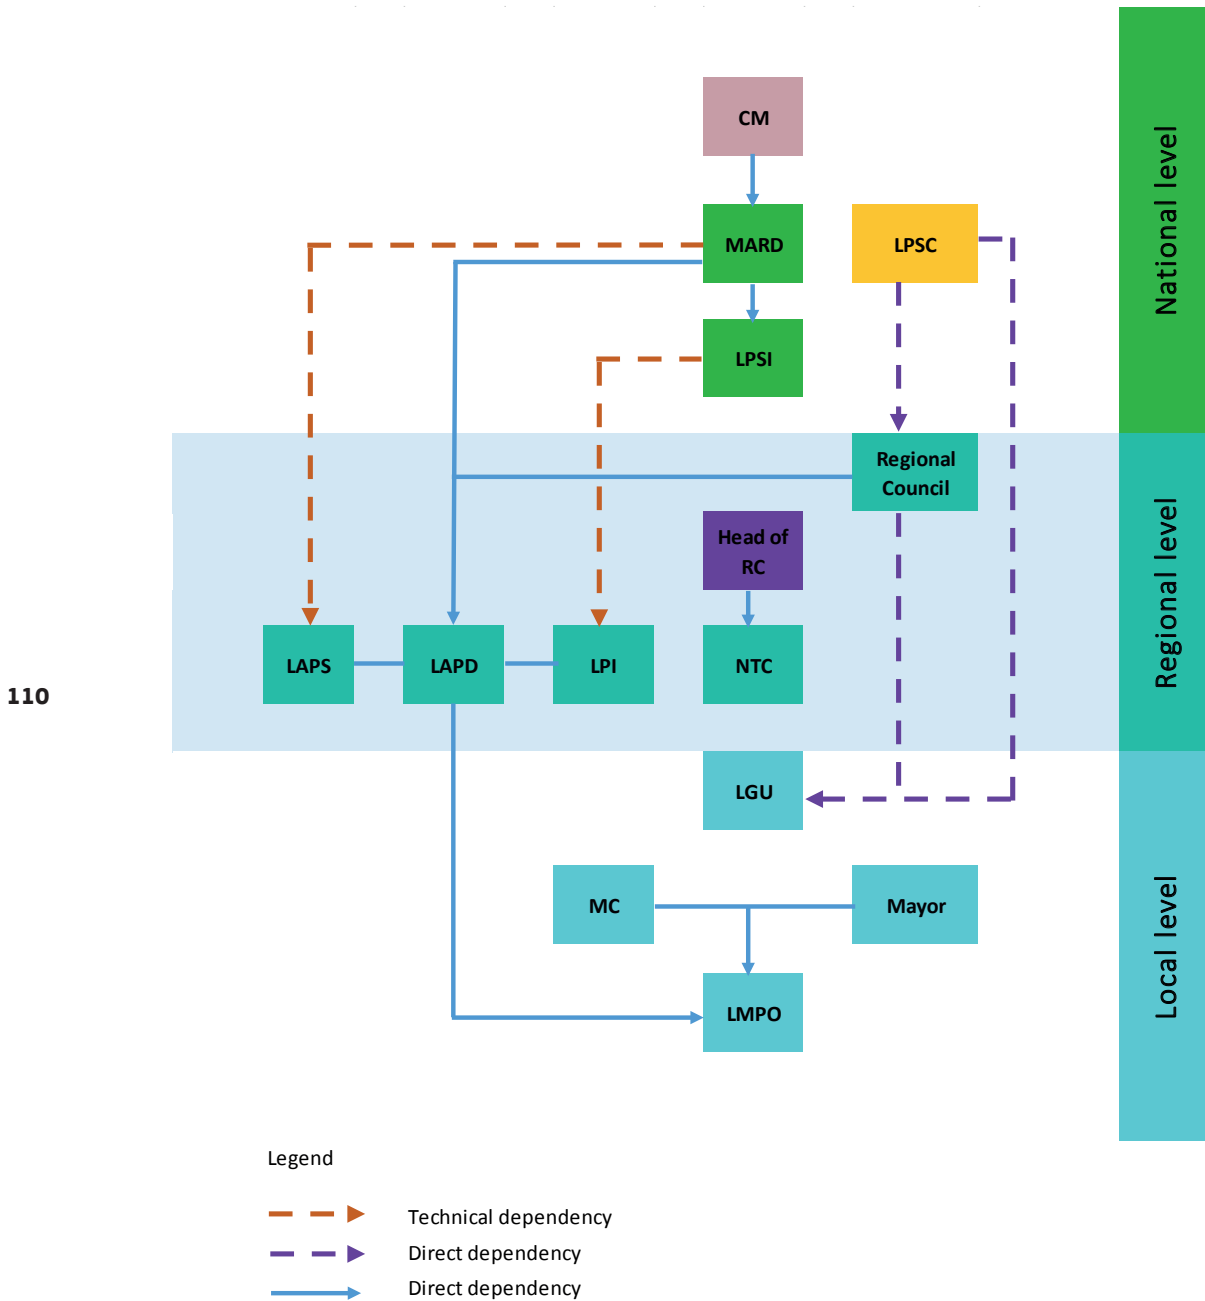 CM
National level
MARD
LPSC
LPSI
Regional
Council
Head of
RC
Regional level
LAPS
LAPD
LPI
NTC
110
LGU
MC
Mayor
Local level
LMPO
Legend
Technical dependency
Direct dependency
Direct dependency